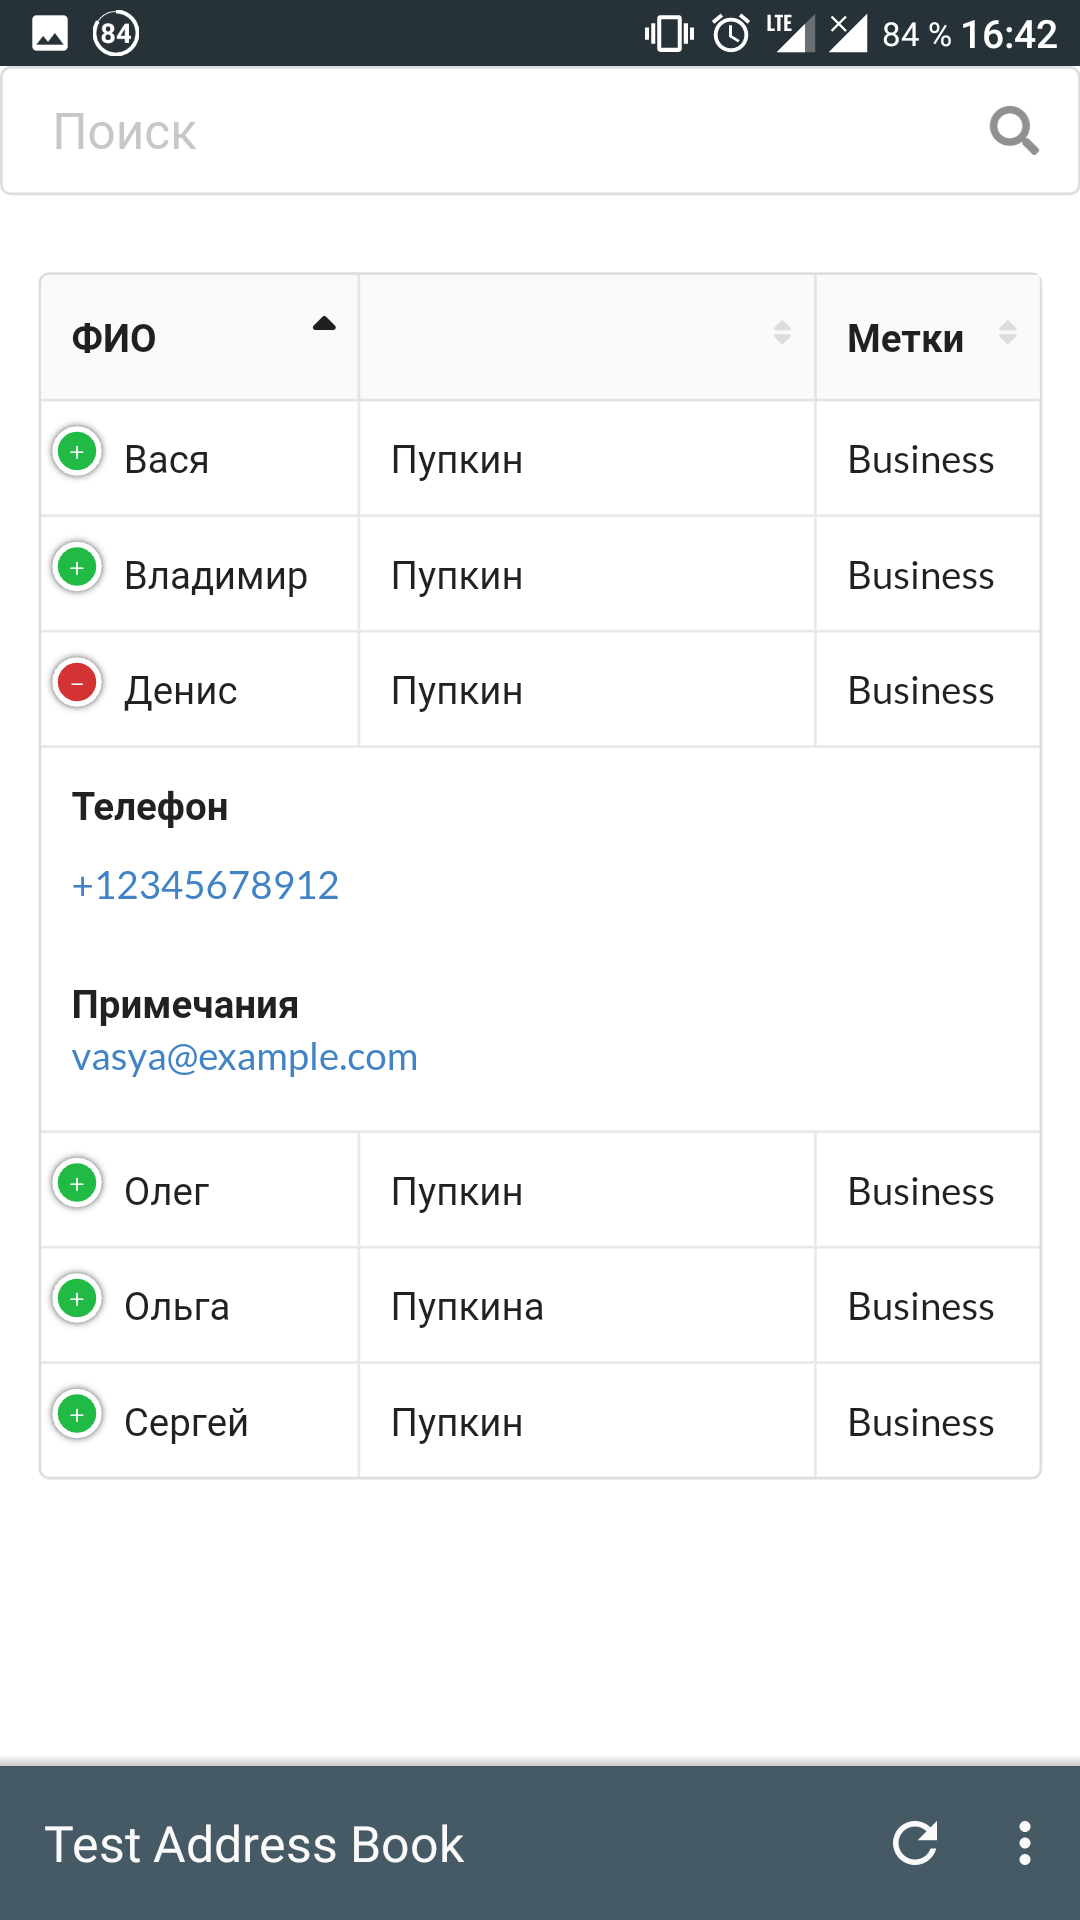 84 LTE 84 % 16:42
Поиск
ФИО Метки
+ Вася Пупкин Business
+ Владимир Пупкин Business
– Денис Пупкин Business
Телефон
+12345678912
Примечания
vasya@example.com
+ Олег Пупкин Business
+ Ольга Пупкина Business
+ Сергей Пупкин Business
Test Address Book